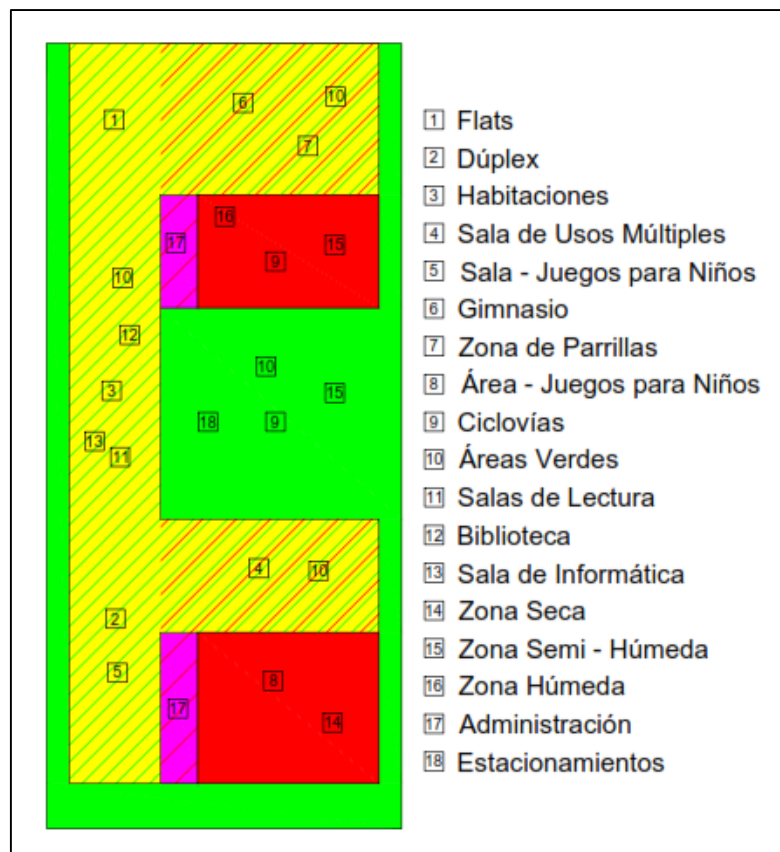 1 Flats
2 Dúplex
3 Habitaciones
4 Sala de Usos Múltiples
5 Sala - Juegos para Niños
6 Gimnasio
7 Zona de Parrillas
8 Área - Juegos para Niños
9 Ciclovías
10 Áreas Verdes
11 Salas de Lectura
12 Biblioteca
13 Sala de Informática
14 Zona Seca
15 Zona Semi - Húmeda
16 Zona Húmeda
17 Administración
18 Estacionamientos
10
6
1
7
16
17
15
9
10
12
10
3
15
18
9
13
11
4
10
2
5
8
17
14